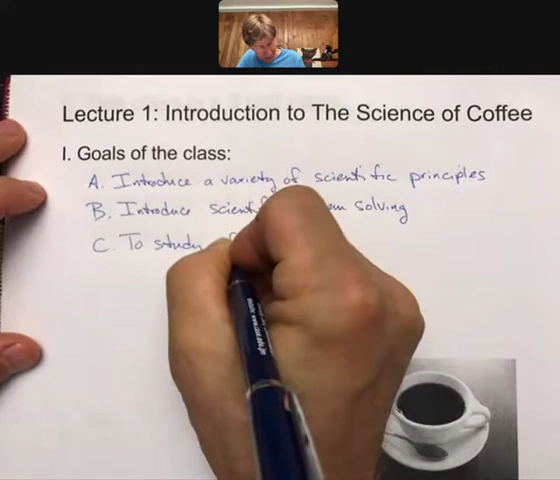 Lecture 1: Introduction to The Science of Coffee
I. Goals of the class:
A. Introduce a variety of scientific principles
B. Introduce solving
C. To study